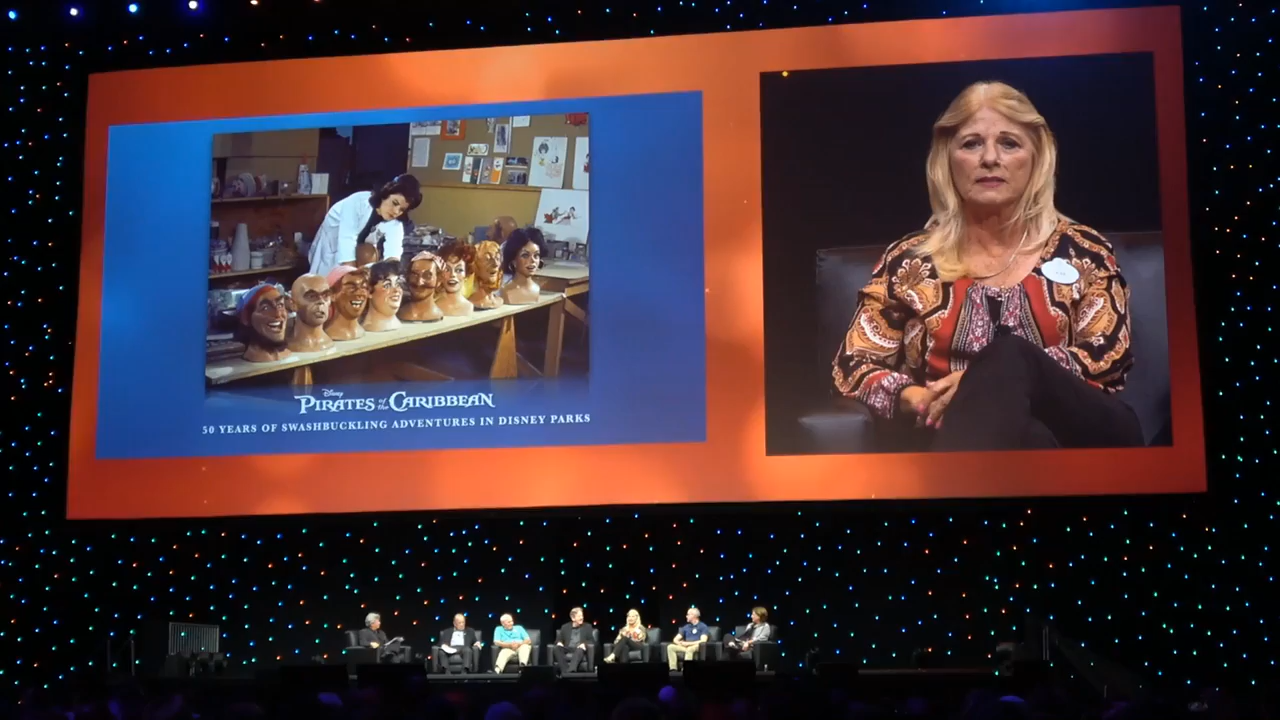 Disney
PIRATES of the CARIBBEAN
50 YEARS OF SWASHBUCKLING ADVENTURES IN DISNEY PARKS